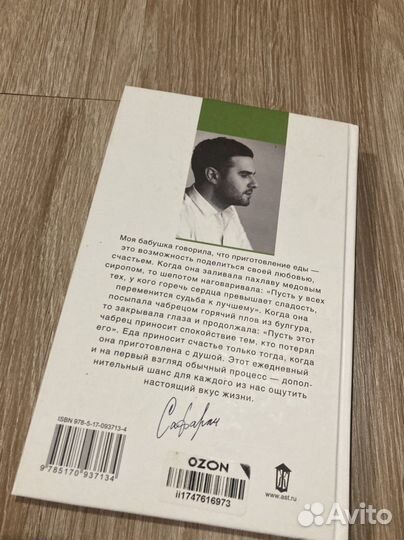 Моя бабушка говорила, что приготовление еды —
это возможность поделиться своей любовью,
счастьем. Когда она заливала пахлаву медовым
сиропом, то шепотом наговаривала: «Пусть у всех
тех, у кого горечь сердца превышает сладость,
переменится судьба к лучшему». Когда она
посыпала чабрецом горячий плов из булгура,
то закрывала глаза и продолжала: «Пусть этот
чабрец приносит спокойствие тем, кто потерял
его». Еда приносит счастье только тогда, когда
она приготовлена с душой. Этот ежедневный
и на первый взгляд обычный процесс — допол-
нительный шанс для каждого из нас ощутить
настоящий вкус жизни.
Сафарли
ISBN 978-5-17-093713-4
9785170937134
OZON
ii1747616973
www.ast.ru
Avito